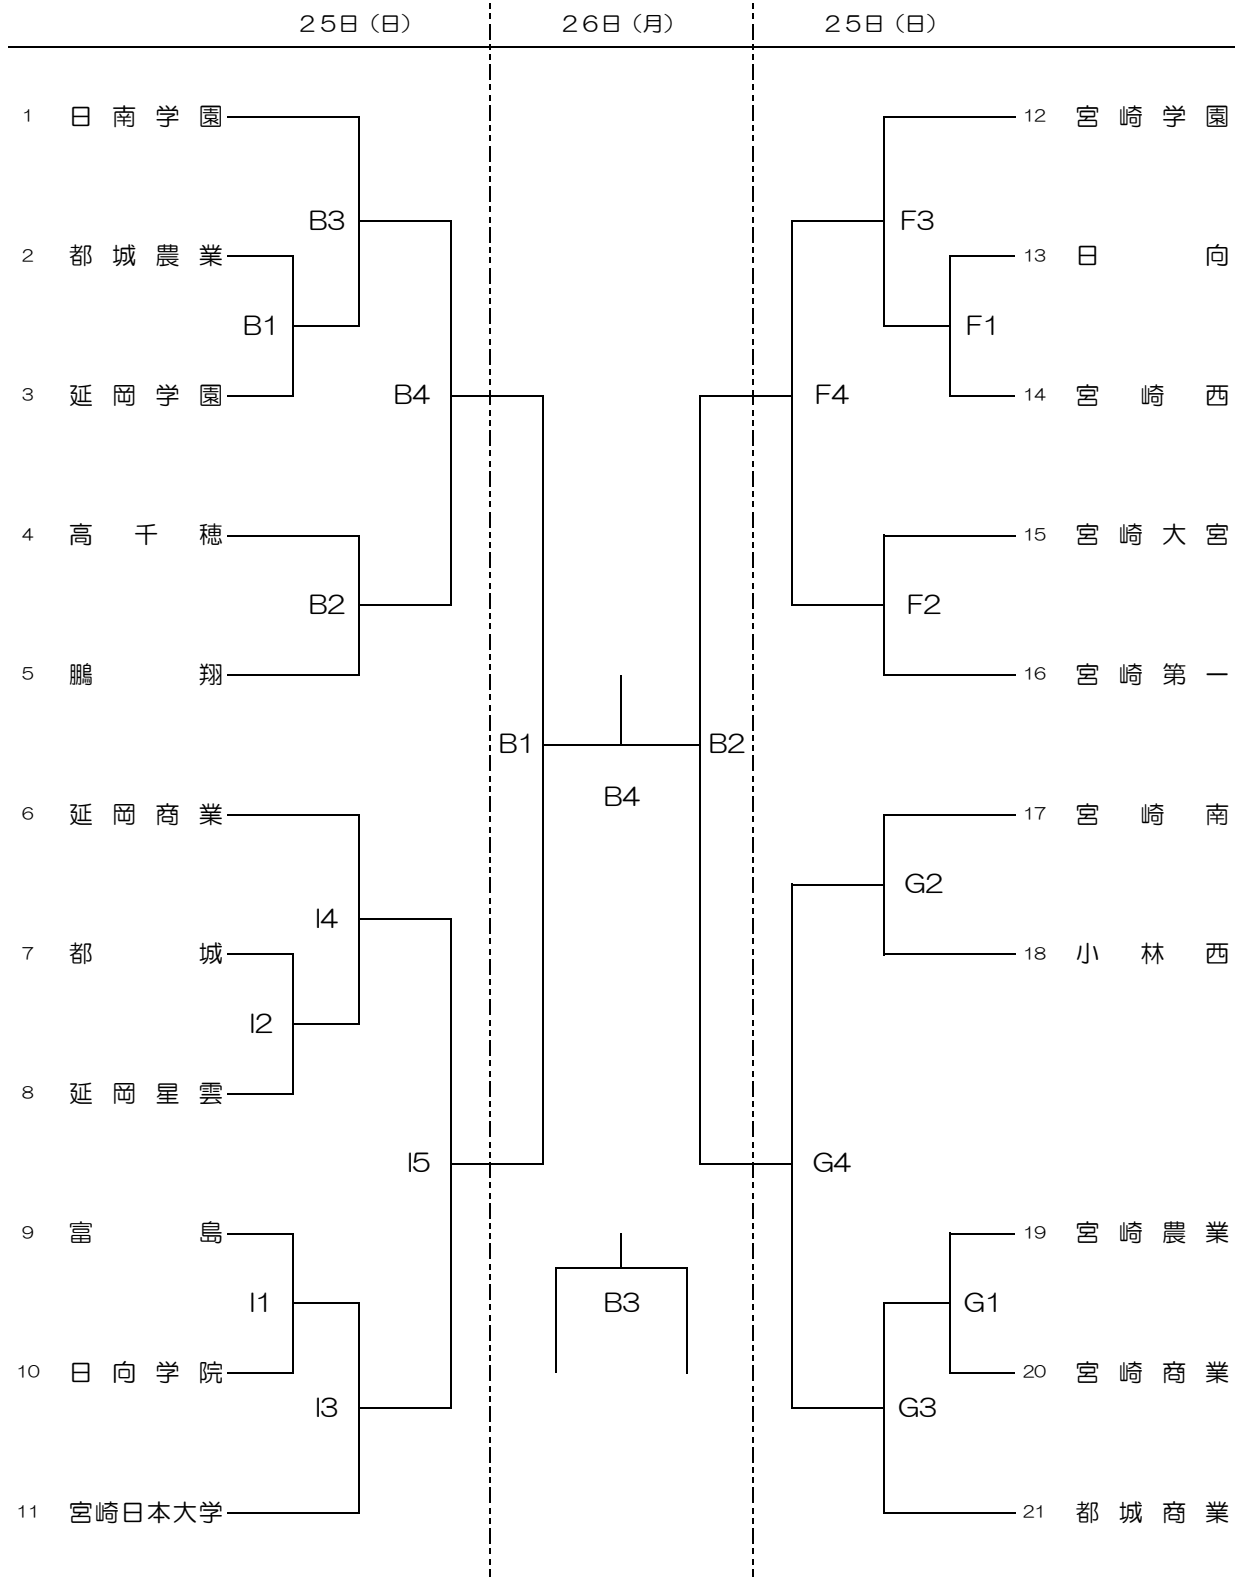 25日（日） 26日（月） 25日（日）
1 日南学園 12 宮崎学園
B3 F3
2 都城農業 13 日向
B1 F1
3 延岡学園 B4 F4 14 宮崎西
4 高千穂 15 宮崎大宮
B2 F2
5 鵬翔 16 宮崎第一
B1 B2
B4
6 延岡商業 17 宮崎南
G2
I4
7 都城 18 小林西
I2
8 延岡星雲
I5 G4
9 富島 19 宮崎農業
I1 B3 G1
10 日向学院 20 宮崎商業
I3 G3
11 宮崎日本大学 21 都城商業